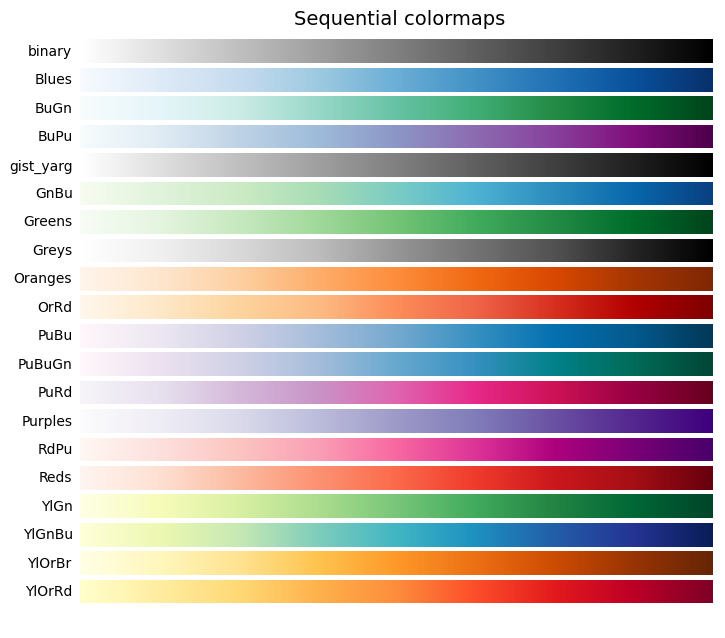 Sequential colormaps
binary
Blues
BuGn
BuPu
gist_yarg
GnBu
Greens
Greys
Oranges
OrRd
PuBu
PuBuGn
PuRd
Purples
RdPu
Reds
YlGn
YlGnBu
YlOrBr
YlOrRd